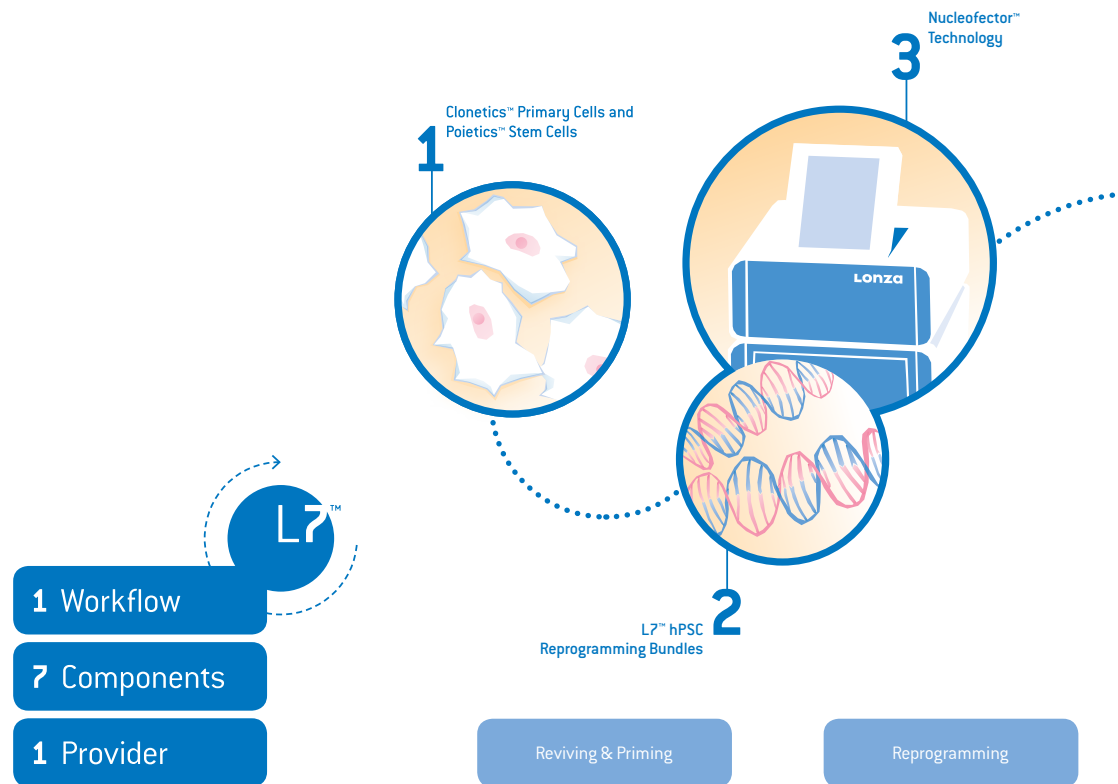 3
Nucleofector™
Technology
1
Clonetics™ Primary Cells and
Poietics™ Stem Cells
Lonza
L7™
1 Workflow
7 Components
1 Provider
2
L7™ hPSC
Reprogramming Bundles
Reviving & Priming
Reprogramming